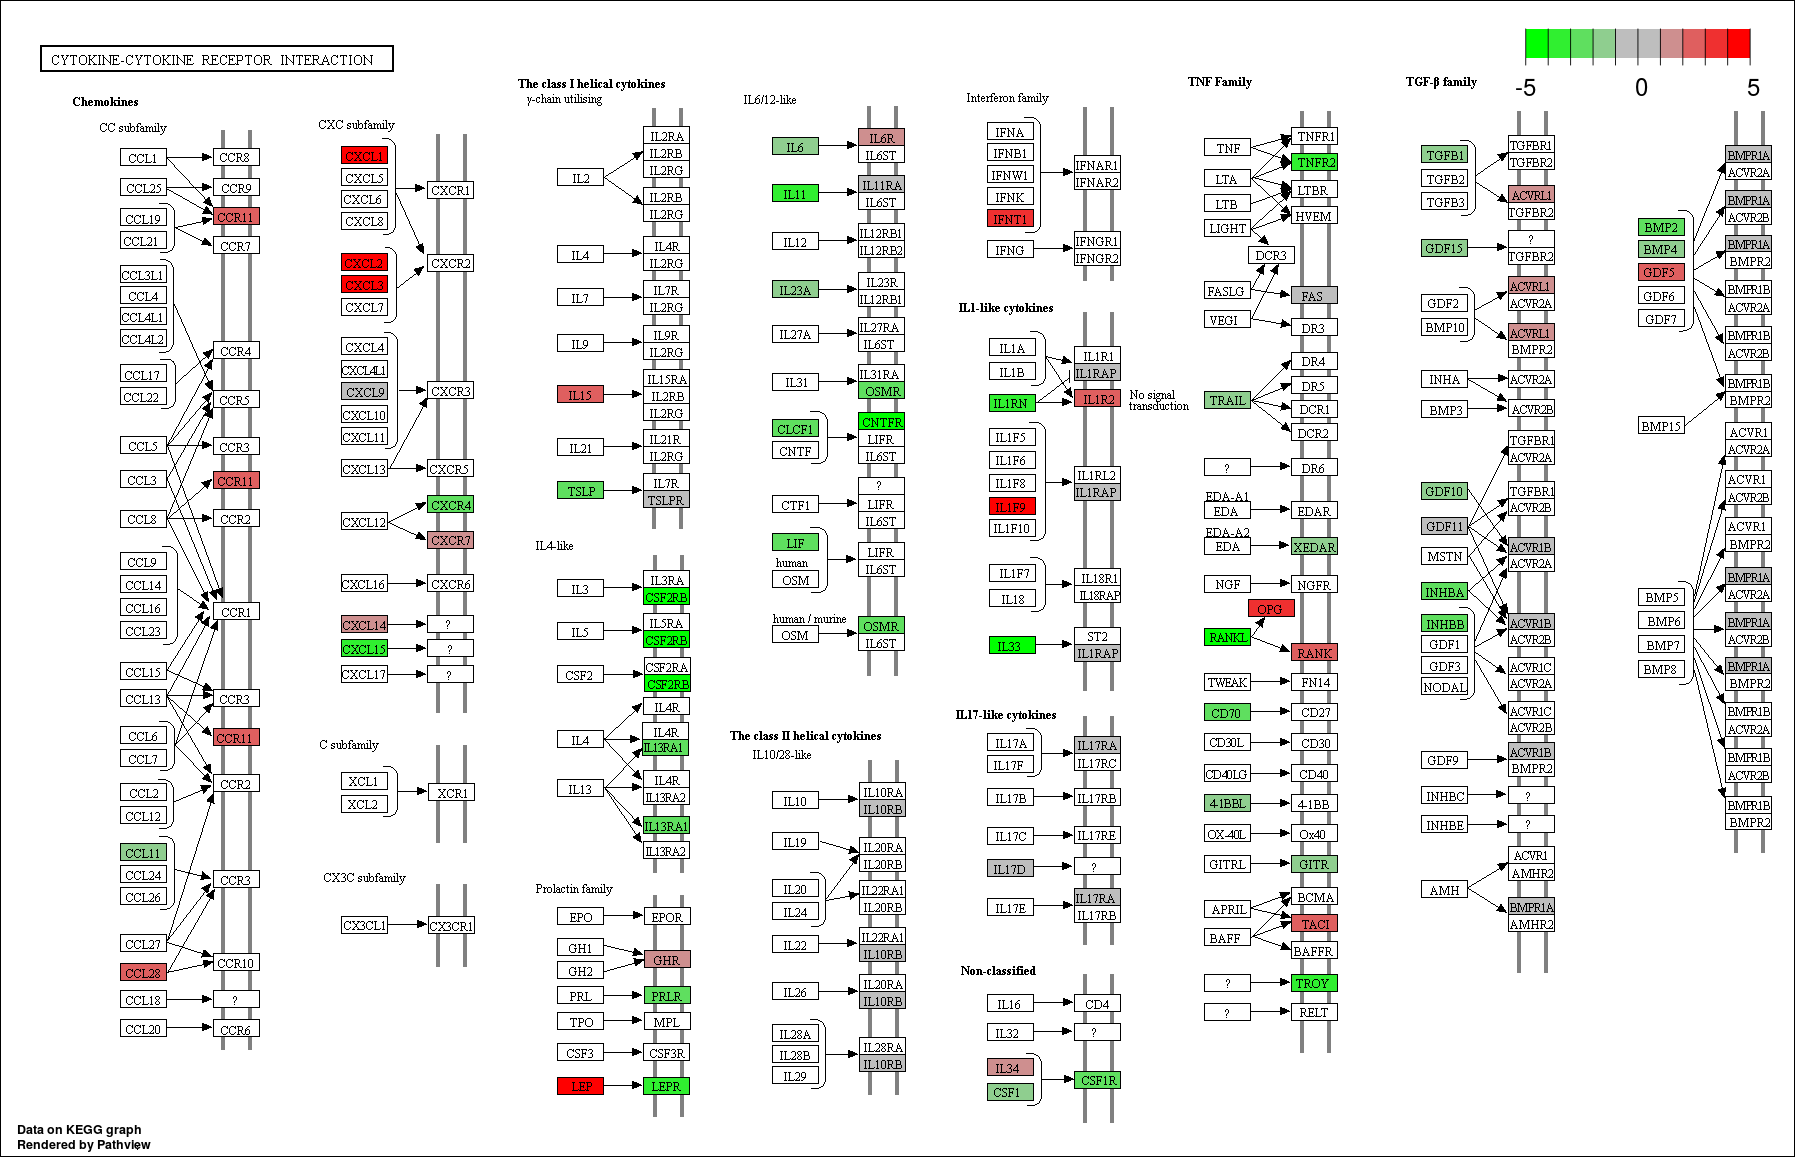 CYTOKINE-CYTOKINE RECEPTOR INTERACTION
-5
0
5
Chemokines
CC subfamily
CCL1
CCR8
CCL25
CCR9
CCR11
CCL19
CCL21
CCR7
CCL3L1
CCL4
CCL4L1
CCL4L2
CCR4
CCL17
CCL22
CCR5
CCL5
CCR3
CCL3
CCR11
CCL8
CCR2
CCL9
CCL14
CCL16
CCL23
CCR1
CCL15
CCL13
CCR3
CCL6
CCL7
CCR11
CCR2
CCL2
CCL12
CCL11
CCL24
CCL26
CCR3
CCL27
CCL28
CCR10
CCL18
?
CCL20
CCR6
CXC subfamily
CXCL1
CXCL5
CXCL6
CXCL8
CXCR1
CXCL2
CXCL3
CXCL7
CXCR2
CXCL4
CXCL4L1
CXCL9
CXCL10
CXCL11
CXCR3
CXCL13
CXCR5
CXCL12
CXCR4
CXCR7
CXCL16
CXCR6
CXCL14
?
CXCL15
?
CXCL17
?
C subfamily
XCL1
XCL2
XCR1
CX3C subfamily
CX3CL1
CX3CR1
The class I helical cytokines
γ-chain utilising
IL2
IL2RA
IL2RB
IL2RG
IL2RB
IL2RG
IL4
IL4R
IL2RG
IL7
IL7R
IL2RG
IL9
IL9R
IL2RG
IL15
IL15RA
IL2RB
IL2RG
IL21
IL21R
IL2RG
TSLP
IL7R
TSLPR
IL4-like
IL3
IL3RA
CSF2RB
IL5
IL5RA
CSF2RB
CSF2
CSF2RA
CSF2RB
IL4R
IL4
IL4R
IL13RA1
IL13
IL4R
IL13RA2
IL13RA1
IL13RA2
Prolactin family
EPO
EPOR
GH1
GH2
GHR
PRL
PRLR
TPO
MPL
CSF3
CSF3R
LEP
LEPR
IL6/12-like
IL6
IL6R
IL6ST
IL11
IL11RA
IL6ST
IL12
IL12RB1
IL12RB2
IL23A
IL23R
IL12RB1
IL27A
IL27RA
IL6ST
IL31
IL31RA
OSMR
CLCF1
CNTF
CNTFR
LIFR
IL6ST
CTF1
?
LIFR
IL6ST
LIF
human
OSM
LIFR
IL6ST
human / murine
OSM
OSMR
IL6ST
The class II helical cytokines
IL10/28-like
IL10
IL10RA
IL10RB
IL19
IL20RA
IL20RB
IL20
IL24
IL22RA1
IL20RB
IL22
IL22RA1
IL10RB
IL26
IL20RA
IL10RB
IL28A
IL28B
IL29
IL28RA
IL10RB
Interferon family
IFNA
IFNB1
IFNW1
IFNK
IFNT1
IFNAR1
IFNAR2
IFNG
IFNGR1
IFNGR2
IL1-like cytokines
IL1A
IL1B
IL1RN
IL1R1
IL1RAP
IL1R2
No signal
transduction
IL1F5
IL1F6
IL1F8
IL1F9
IL1F10
IL1RL2
IL1RAP
IL1F7
IL18
IL18R1
IL18RAP
IL33
ST2
IL1RAP
IL17-like cytokines
IL17A
IL17F
IL17RA
IL17RC
IL17B
IL17RB
IL17C
IL17RE
IL17D
?
IL17E
IL17RA
IL17RB
Non-classified
IL16
CD4
IL32
?
IL34
CSF1
CSF1R
TNF Family
TNF
TNFR1
TNFR2
LTA
LTB
LTBR
LIGHT
HVEM
DCR3
FASLG
FAS
VEGI
DR3
TRAIL
DR4
DR5
DCR1
DCR2
?
DR6
EDA-A1
EDA
EDAR
EDA-A2
EDA
XEDAR
NGF
NGFR
OPG
RANKL
RANK
TWEAK
FN14
CD70
CD27
CD30L
CD30
CD40LG
CD40
4-1BBL
4-1BB
OX-40L
Ox40
GITRL
GITR
APRIL
BCMA
TACI
BAFF
BAFFR
?
TROY
?
RELT
TGF-β family
TGFB1
TGFB2
TGFB3
TGFBR1
TGFBR2
ACVRL1
TGFBR2
GDF15
?
TGFBR2
GDF2
BMP10
ACVRL1
ACVR2A
ACVRL1
BMPR2
INHA
ACVR2A
BMP3
ACVR2B
TGFBR1
ACVR2A
GDF10
TGFBR1
ACVR2B
GDF11
MSTN
ACVR1B
ACVR2A
INHBA
INHBB
GDF1
GDF3
NODAL
ACVR1B
ACVR2B
ACVR1C
ACVR2A
ACVR1C
ACVR2B
GDF9
ACVR1B
BMPR2
INHBC
?
INHBE
?
AMH
ACVR1
AMHR2
BMPR1A
AMHR2
BMP2
BMP4
GDF5
GDF6
GDF7
BMPR1A
ACVR2A
BMPR1A
ACVR2B
BMPR1A
BMPR2
BMPR1B
ACVR2A
BMPR1B
ACVR2B
BMPR1B
BMPR2
BMP15
BMP5
BMP6
BMP7
BMP8
ACVR1
ACVR2A
ACVR1
ACVR2B
ACVR1
BMPR2
BMPR1A
ACVR2A
BMPR1A
ACVR2B
BMPR1A
BMPR2
BMPR1B
ACVR2A
BMPR1B
ACVR2B
BMPR1B
BMPR2
Data on KEGG graph
Rendered by Pathview